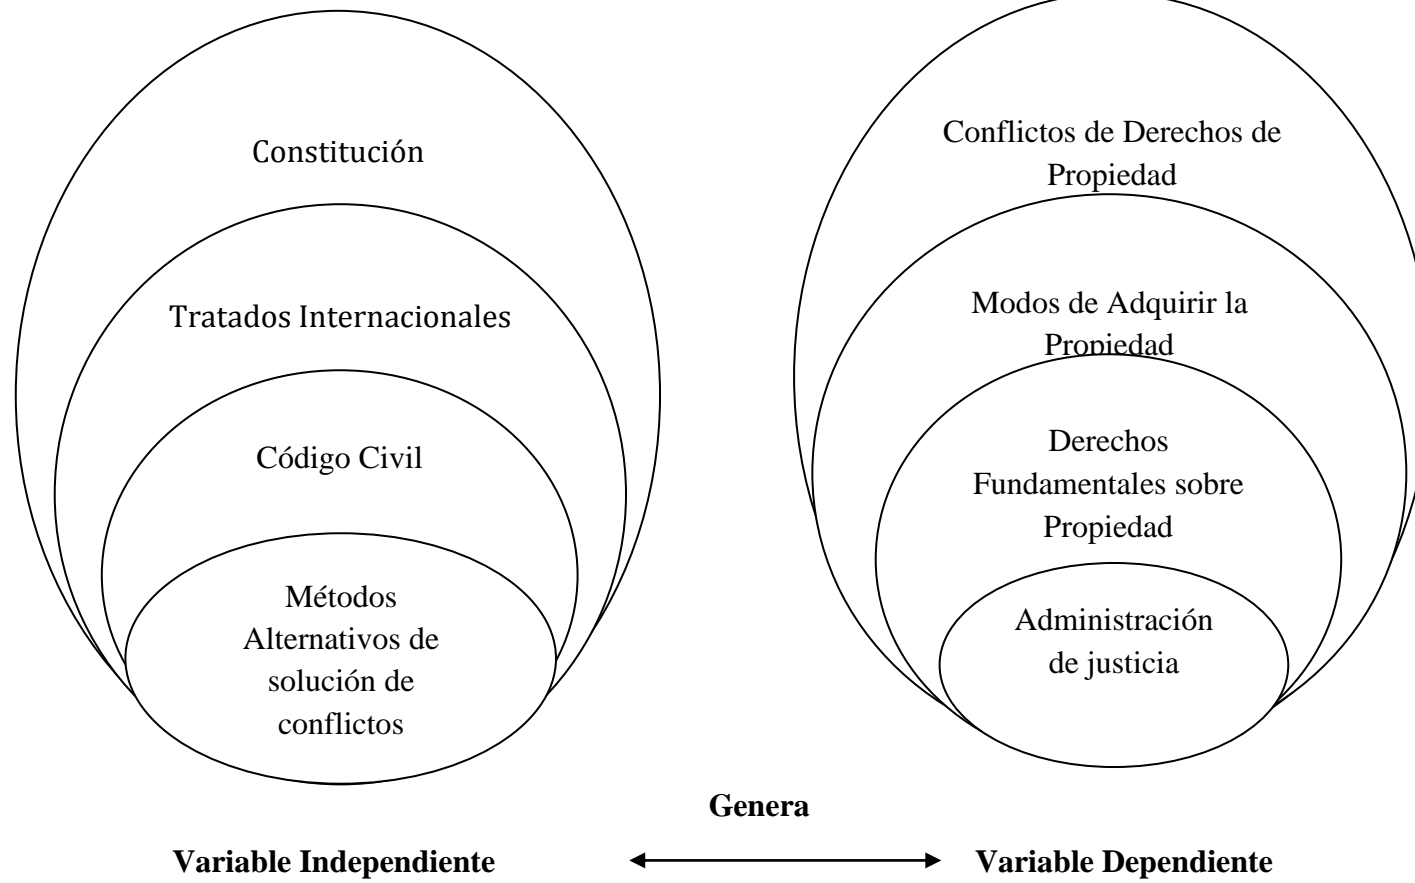 Constitución
Tratados Internacionales
Código Civil
Métodos
Alternativos de
solución de
conflictos
Conflictos de Derechos de
Propiedad
Modos de Adquirir la
Propiedad
Derechos
Fundamentales sobre
Propiedad
Administración
de justicia
Genera
Variable Independiente
Variable Dependiente